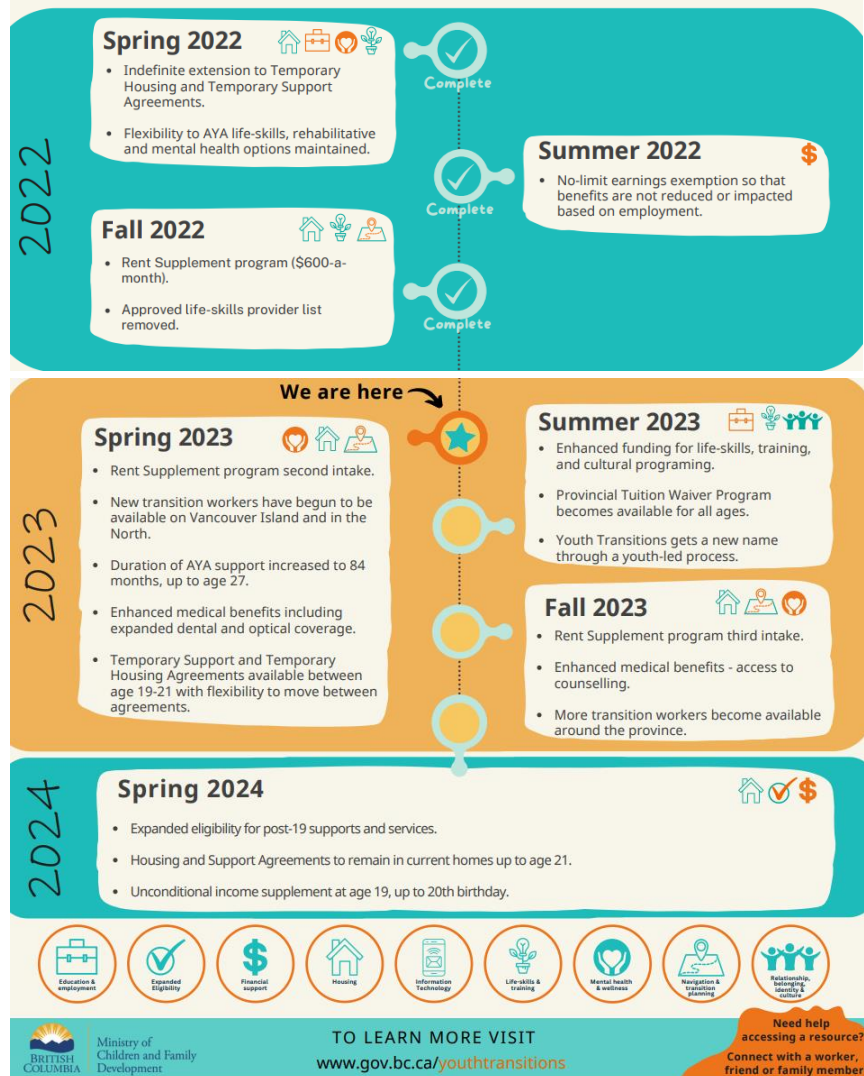 2022
Spring 2022
• Indefinite extension to Temporary
Housing and Temporary Support
Agreements.
• Flexibility to AYA life-skills, rehabilitative
and mental health options maintained.
Complete
Summer 2022
• No-limit earnings exemption so that
benefits are not reduced or impacted
based on employment.
Complete
Fall 2022
• Rent Supplement program ($600-a-
month).
• Approved life-skills provider list
removed.
Complete
2023
We are here
Spring 2023
• Rent Supplement program second intake.
• New transition workers have begun to be
available on Vancouver Island and in the
North.
• Duration of AYA support increased to 84
months, up to age 27.
• Enhanced medical benefits including
expanded dental and optical coverage.
• Temporary Support and Temporary
Housing Agreements available between
age 19-21 with flexibility to move between
agreements.
Summer 2023
• Enhanced funding for life-skills, training,
and cultural programing.
• Provincial Tuition Waiver Program
becomes available for all ages.
• Youth Transitions gets a new name
through a youth-led process.
Fall 2023
• Rent Supplement program third intake.
• Enhanced medical benefits - access to
counselling.
• More transition workers become available
around the province.
2024
Spring 2024
• Expanded eligibility for post-19 supports and services.
• Housing and Support Agreements to remain in current homes up to age 21.
• Unconditional income supplement at age 19, up to 20th birthday.
Education &
employment
Expanded
Eligibility
Financial
support
Housing
Information
Technology
Life-skills &
training
Mental health
& wellness
Navigation &
transition
planning
Relationship,
belonging,
identity &
culture
BRITISH
COLUMBIA
Ministry of
Children and Family
Development
TO LEARN MORE VISIT
www.gov.bc.ca/youthtransitions
Need help
accessing a resource?
Connect with a worker,
friend or family member